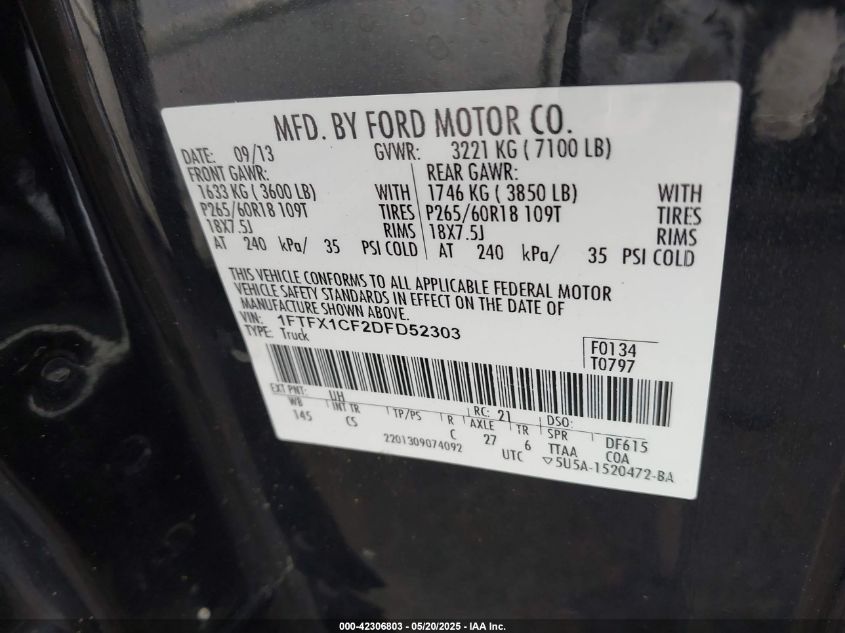 MFD. BY FORD MOTOR CO.
DATE: 09/13 GVWR: 3221 KG ( 7100 LB)
FRONT GAWR: REAR GAWR:
1633 KG ( 3600 LB) WITH 1746 KG ( 3850 LB) WITH
P265/60R18 109T TIRES P265/60R18 109T TIRES
18X7.5J RIMS 18X7.5J RIMS
AT 240 kPa/ 35 PSI COLD AT 240 kPa/ 35 PSI COLD
THIS VEHICLE CONFORMS TO ALL APPLICABLE FEDERAL MOTOR
VEHICLE SAFETY STANDARDS IN EFFECT ON THE DATE OF
MANUFACTURE SHOWN ABOVE.
VIN: 1FTFX1CF2DFD52303
TYPE: Truck
F0134
T0797
EXT PNT: UH RC: 21 DSO:
WB INT TR TP/PS R AXLE TR SPR DF615
145 CS C 27 6 TTAA COA
2201309074092 UTC ▽5U5A-1520472-BA
000-42306803 — 05/20/2025 — IAA Inc.